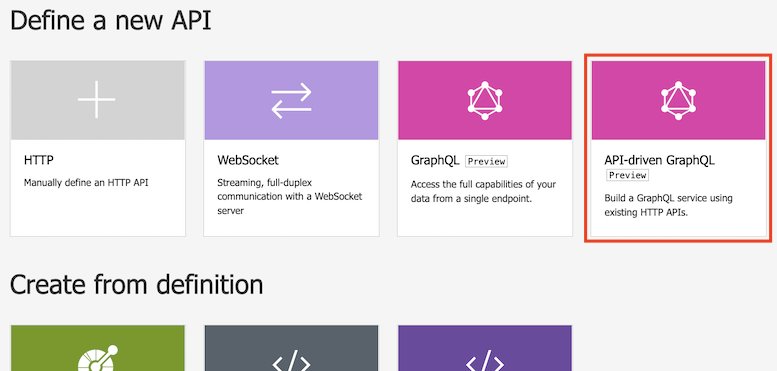 Define a new API
HTTP
Manually define an HTTP API
WebSocket
Streaming, full-duplex
communication with a WebSocket
server
GraphQL Preview
Access the full capabilities of your
data from a single endpoint.
API-driven GraphQL
Preview
Build a GraphQL service using
existing HTTP APIs.
Create from definition